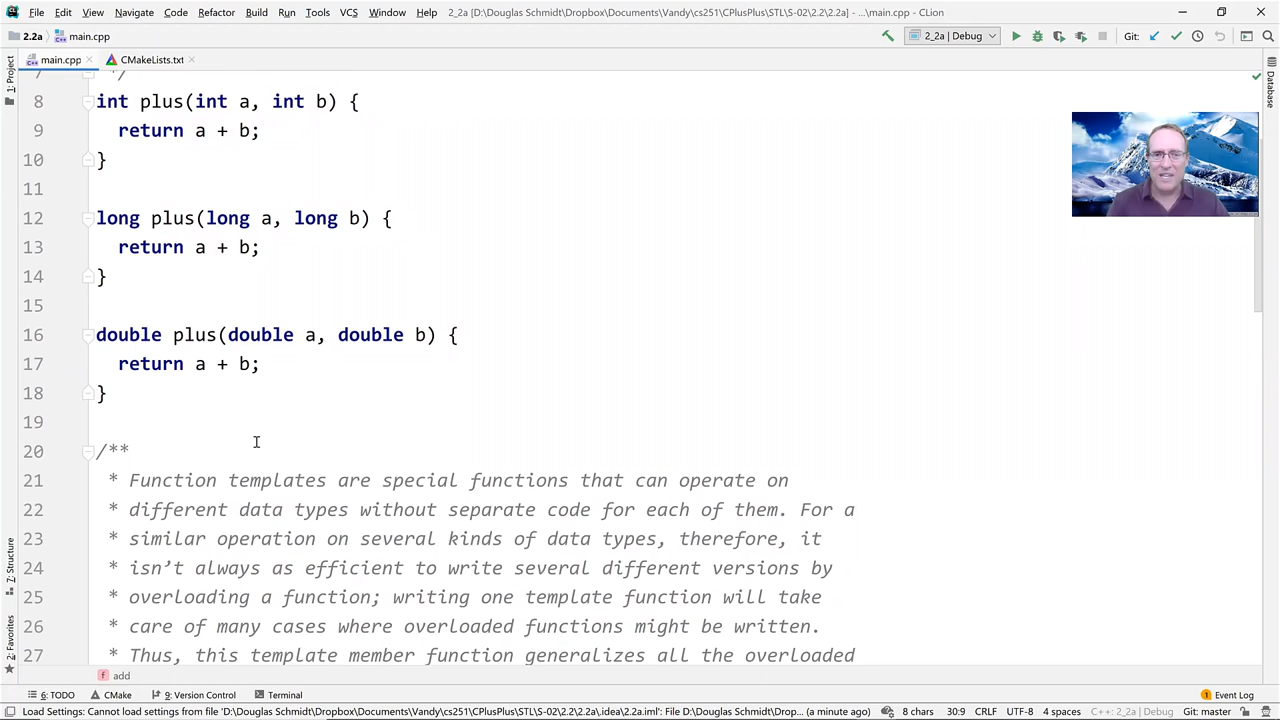 File Edit View Navigate Code Refactor Build Run Tools VCS Window Help 2_2a [D:\Douglas Schmidt\Dropbox\Documents\Vandy\cs251\CPlusPlus\STL\S-02\2.2\2.2a] - ...\main.cpp - CLion
2.2a main.cpp 2_2a | Debug Git:
main.cpp CMakeLists.txt
1: Project
Database
7 */
8 int plus(int a, int b) {
9 return a + b;
10 }
11
12 long plus(long a, long b) {
13 return a + b;
14 }
15
16 double plus(double a, double b) {
17 return a + b;
18 }
19
20 /**
21 * Function templates are special functions that can operate on
22 * different data types without separate code for each of them. For a
23 * similar operation on several kinds of data types, therefore, it
24 * isn't always as efficient to write several different versions by
25 * overloading a function; writing one template function will take
26 * care of many cases where overloaded functions might be written.
27 * Thus, this template member function generalizes all the overloaded
7: Structure
2: Favorites
f add
6: TODO CMake 9: Version Control Terminal 1 Event Log
Load Settings: Cannot load settings from file 'D:\Douglas Schmidt\Dropbox\Documents\Vandy\cs251\CPlusPlus\STL\S-02\2.2\2.2a\.idea\2.2a.iml': File D:\Douglas Schmidt\Drop... (a minute ago) 8 chars 30:9 CRLF UTF-8 4 spaces C++: 2_2a | Debug Git: master